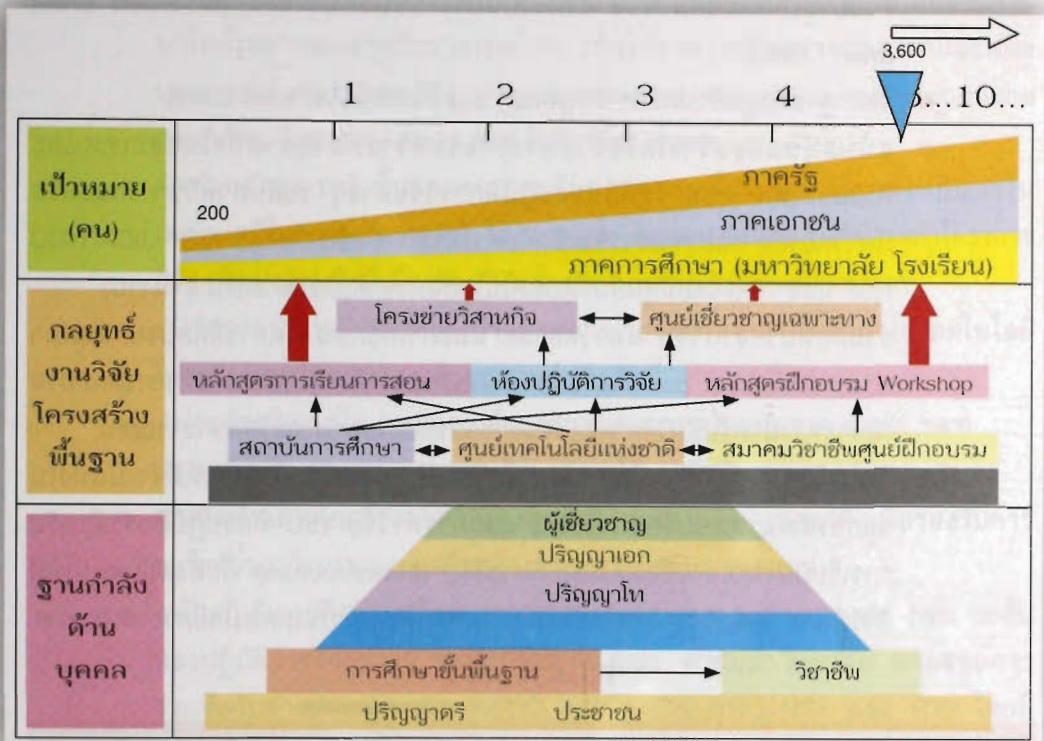 3.600
1 2 3 4 5...10...
เป้าหมาย
(คน)
200
ภาครัฐ
ภาคเอกชน
ภาคการศึกษา (มหาวิทยาลัย โรงเรียน)
กลยุทธ์
งานวิจัย
โครงสร้าง
พื้นฐาน
โครงข่ายวิสาหกิจ
ศูนย์เชี่ยวชาญเฉพาะทาง
หลักสูตรการเรียนการสอน
ห้องปฏิบัติการวิจัย
หลักสูตรฝึกอบรม Workshop
สถาบันการศึกษา
ศูนย์เทคโนโลยีแห่งชาติ
สมาคมวิชาชีพศูนย์ฝึกอบรม
ฐานกำลัง
ด้าน
บุคคล
ผู้เชี่ยวชาญ
ปริญญาเอก
ปริญญาโท
การศึกษาขั้นพื้นฐาน
วิชาชีพ
ปริญญาตรี ประชาชน